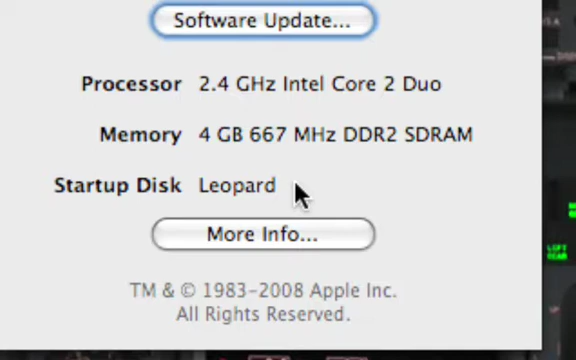 Software Update...
Processor 2.4 GHz Intel Core 2 Duo
Memory 4 GB 667 MHz DDR2 SDRAM
Startup Disk Leopard
More Info...
TM & © 1983–2008 Apple Inc.
All Rights Reserved.